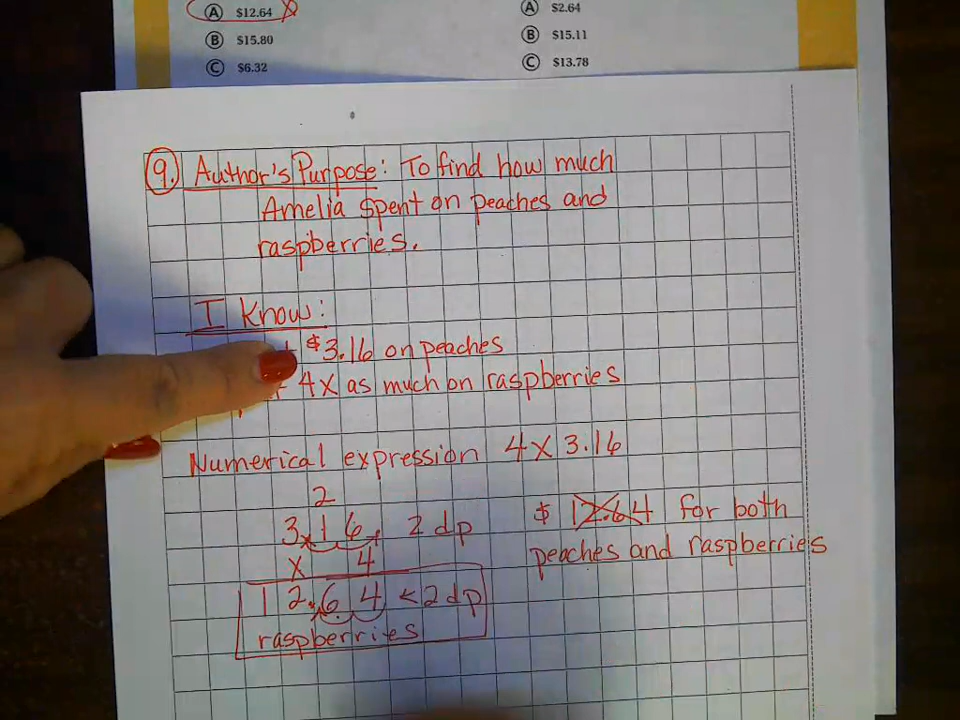 A $12.64
B $15.80
C $6.32
A $2.64
B $15.11
C $13.78
9. Author's Purpose: To find how much
Amelia spent on peaches and
raspberries.
I Know:
$3.16 on peaches
4X as much on raspberries
Numerical expression 4 X 3.16
2
3.16 2 dp
X 4
12.64 < 2 dp
raspberries
$ 12.64 for both
peaches and raspberries